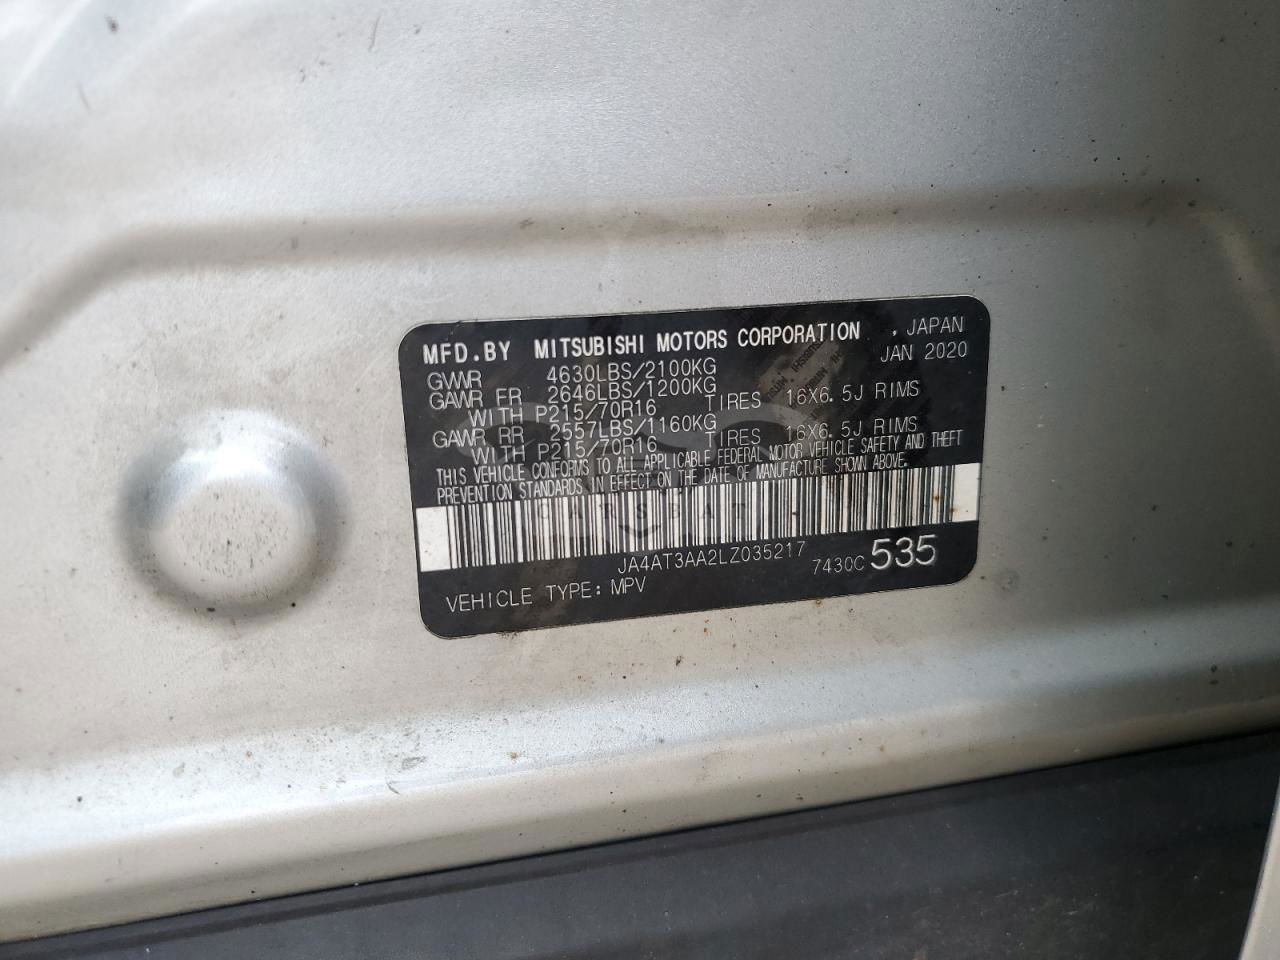 MFD.BY MITSUBISHI MOTORS CORPORATION , JAPAN
JAN 2020
GVWR 4630LBS/2100KG
GAWR FR 2646LBS/1200KG
WITH P215/70R16 TIRES 16X6.5J RIMS
GAWR RR 2557LBS/1160KG
WITH P215/70R16 TIRES 16X6.5J RIMS
THIS VEHICLE CONFORMS TO ALL APPLICABLE FEDERAL MOTOR VEHICLE SAFETY AND THEFT
PREVENTION STANDARDS IN EFFECT ON THE DATE OF MANUFACTURE SHOWN ABOVE.
JA4AT3AA2LZ035217 7430C 535
VEHICLE TYPE: MPV